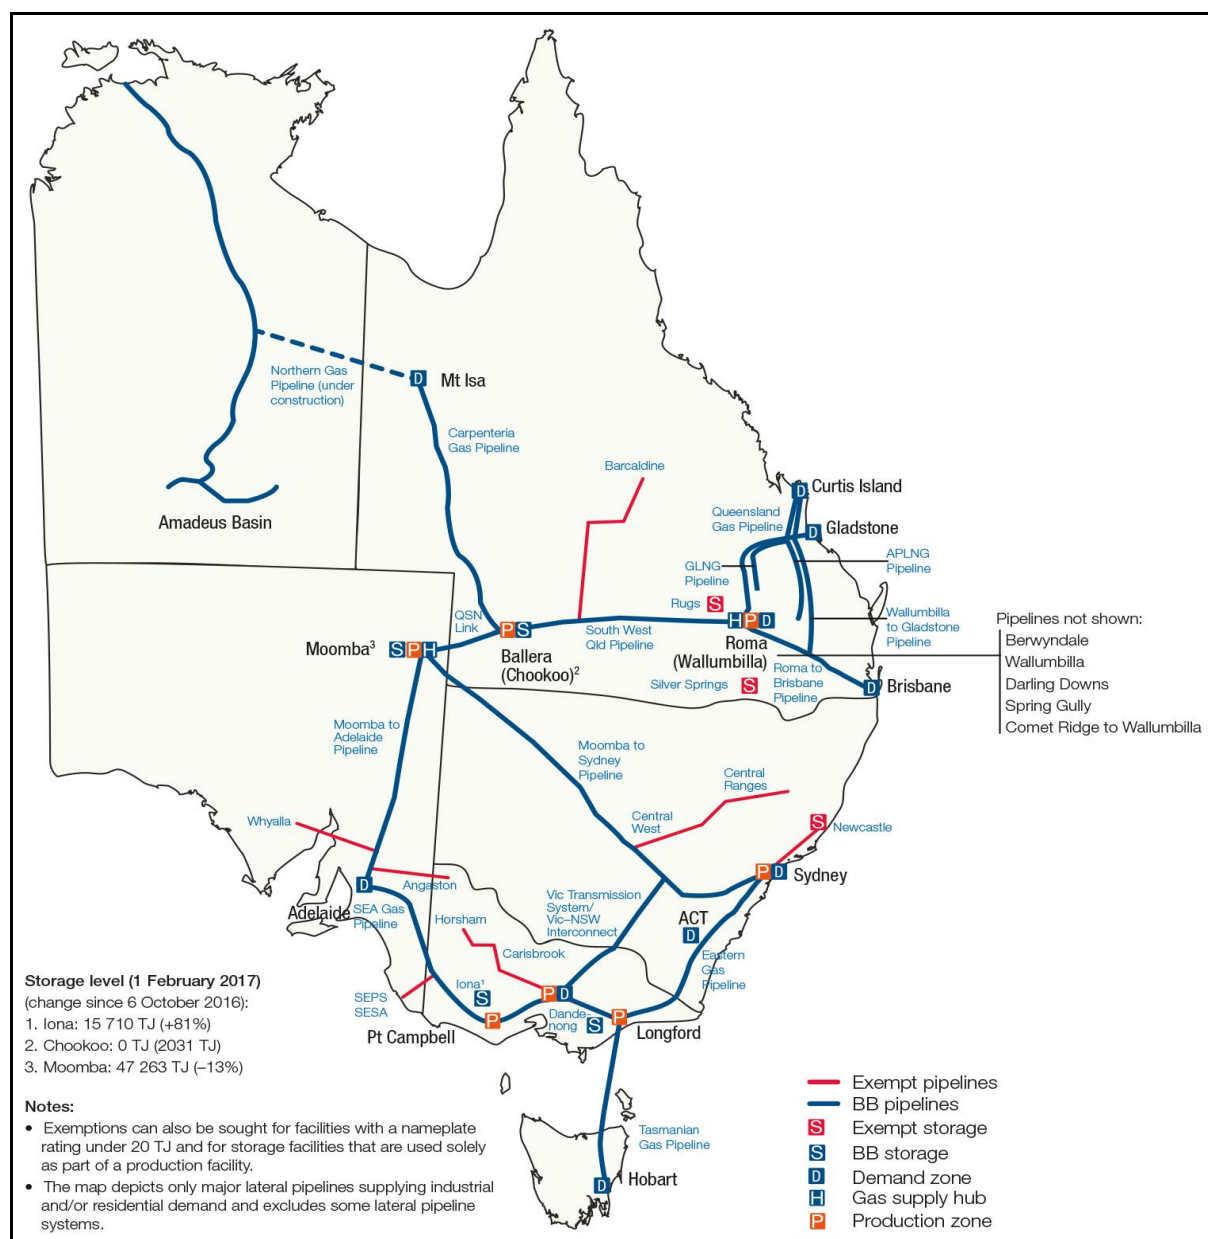 Northern Gas
Pipeline (under
construction)
D
Mt Isa
Carpenteria
Gas Pipeline
Barcaldine
Amadeus Basin
D
Curtis Island
Queensland
Gas Pipeline
D
Gladstone
GLNG
Pipeline
APLNG
Pipeline
Rugs
S
QSN
Link
P S
South West
Qld Pipeline
H P D
Roma
(Wallumbilla)
Wallumbilla
to Gladstone
Pipeline
Pipelines not shown:
Berwyndale
Wallumbilla
Darling Downs
Spring Gully
Comet Ridge to Wallumbilla
Moomba³
S P H
Ballera
(Chookoo)²
Silver Springs
S
Roma to
Brisbane
Pipeline
D
Brisbane
Moomba to
Adelaide
Pipeline
Moomba to
Sydney
Pipeline
Central
Ranges
Central
West
Whyalla
S
Newcastle
P D
Sydney
Angaston
D
Adelaide
SEA Gas
Pipeline
Vic Transmission
System/
Vic–NSW
Interconnect
ACT
D
Horsham
Carisbrook
Eastern
Gas
Pipeline
Iona¹
S
P D
SEPS
SESA
P
Pt Campbell
Dande-
nong
S
P
Longford
Storage level (1 February 2017)
(change since 6 October 2016):
1. Iona: 15 710 TJ (+81%)
2. Chookoo: 0 TJ (2031 TJ)
3. Moomba: 47 263 TJ (–13%)
Notes:
• Exemptions can also be sought for facilities with a nameplate
rating under 20 TJ and for storage facilities that are used solely
as part of a production facility.
• The map depicts only major lateral pipelines supplying industrial
and/or residential demand and excludes some lateral pipeline
systems.
Tasmanian
Gas Pipeline
D
Hobart
Exempt pipelines
BB pipelines
S Exempt storage
S BB storage
D Demand zone
H Gas supply hub
P Production zone